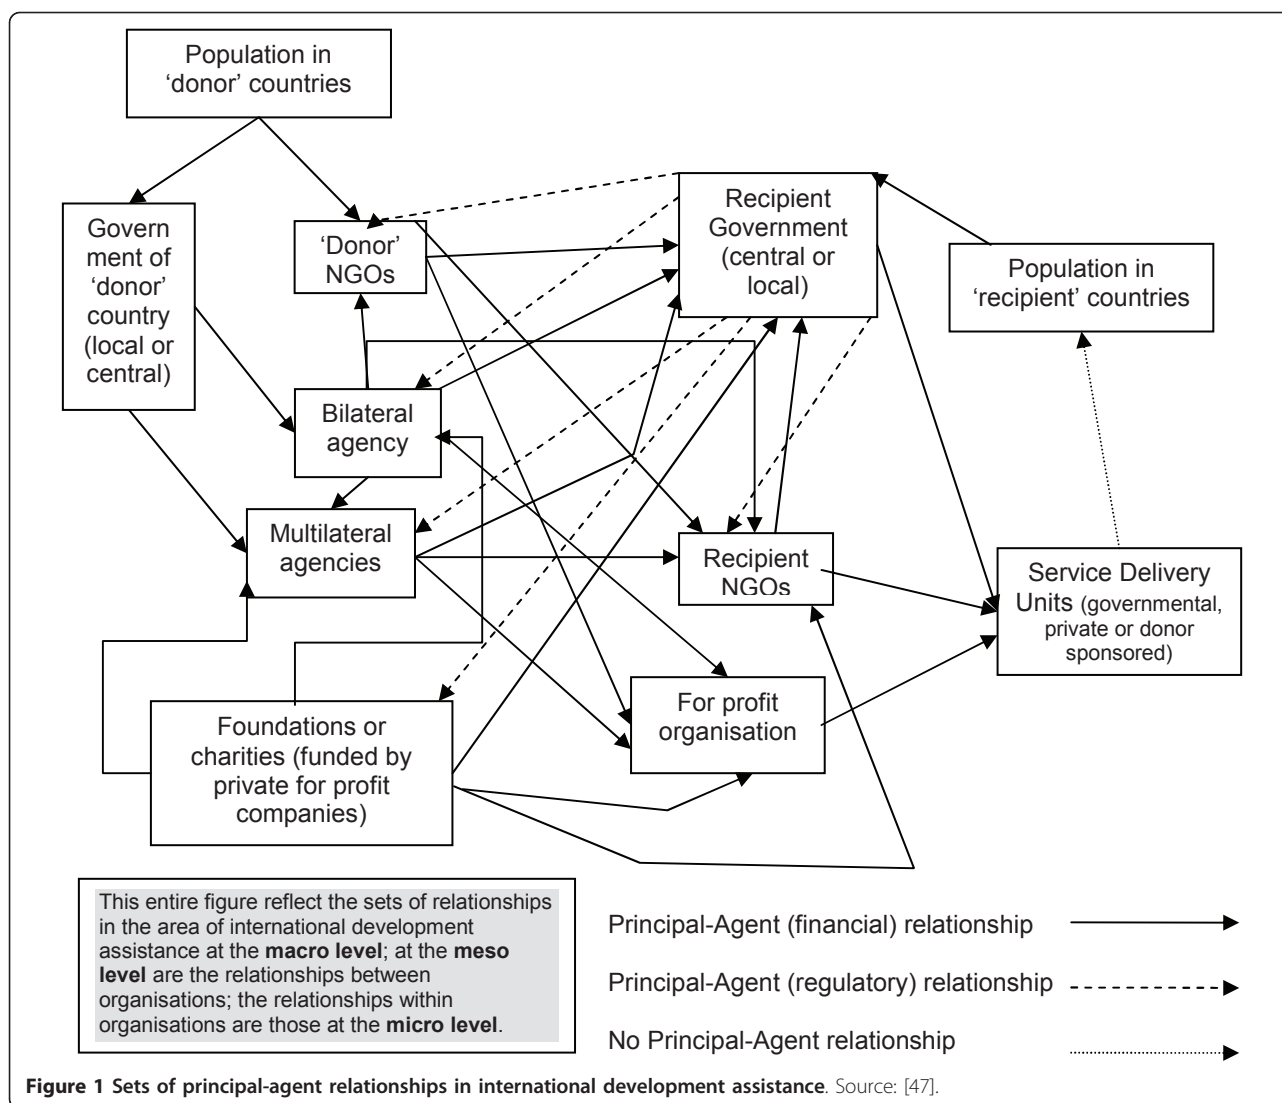 Population in
‘donor’ countries
Govern
ment of
‘donor’
country
(local or
central)
‘Donor’
NGOs
Recipient
Government
(central or
local)
Population in
‘recipient’ countries
Bilateral
agency
Multilateral
agencies
Recipient
NGOs
Service Delivery
Units (governmental,
private or donor
sponsored)
For profit
organisation
Foundations or
charities (funded by
private for profit
companies)
This entire figure reflect the sets of relationships
in the area of international development
assistance at the macro level; at the meso
level are the relationships between
organisations; the relationships within
organisations are those at the micro level.
Principal-Agent (financial) relationship
Principal-Agent (regulatory) relationship
No Principal-Agent relationship
Figure 1 Sets of principal-agent relationships in international development assistance. Source: [47].